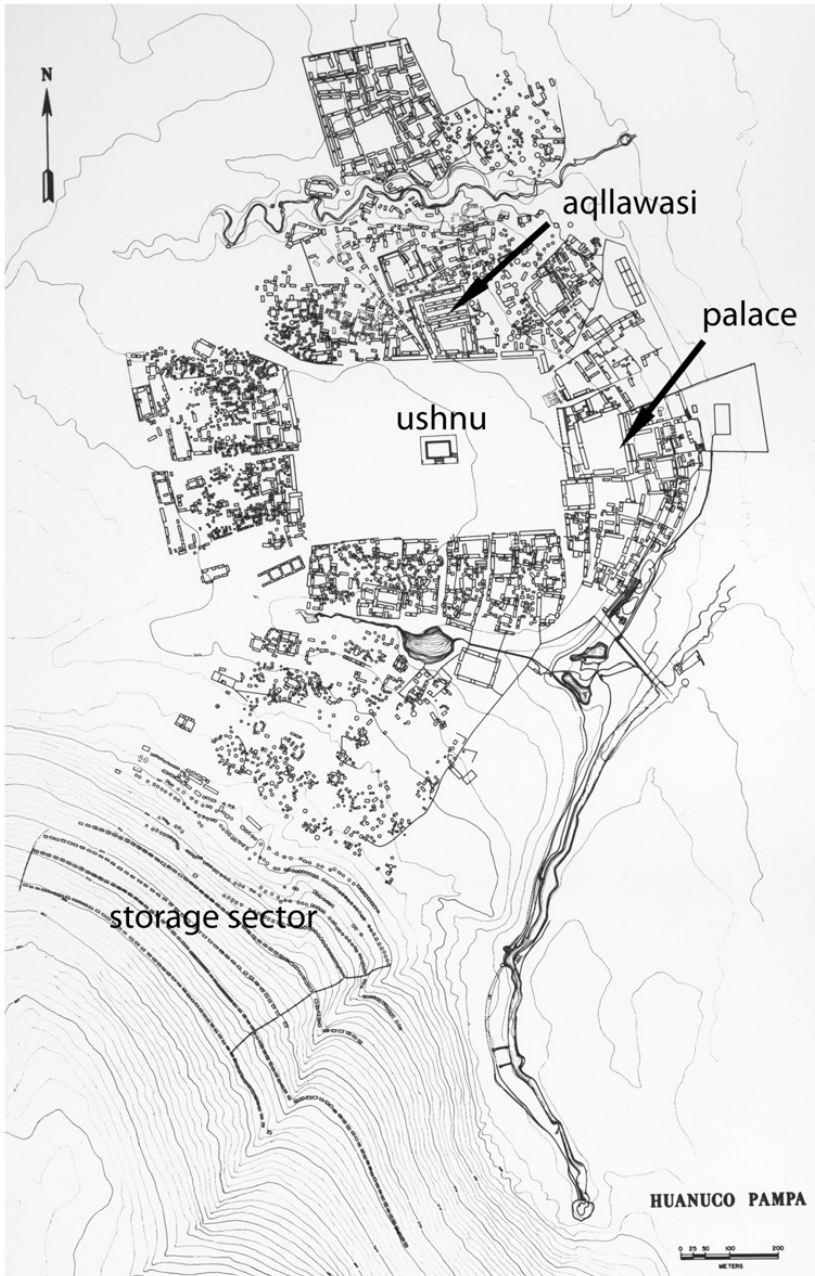 N
aqllawasi
palace
ushnu
storage sector
HUANUCO PAMPA
0 25 50 100 200
METERS